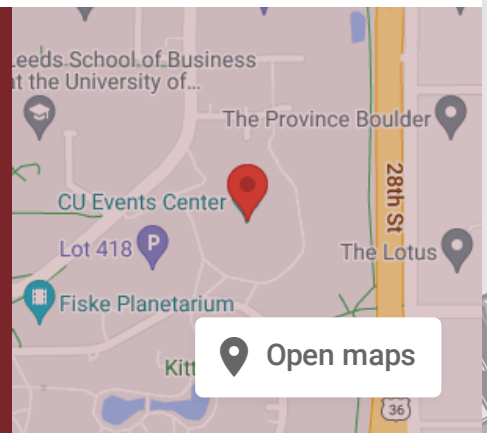 Leeds School of Business
at the University of...
The Province Boulder
28th St
CU Events Center
P
Lot 418
The Lotus
Fiske Planetarium
Kitt
Open maps
36